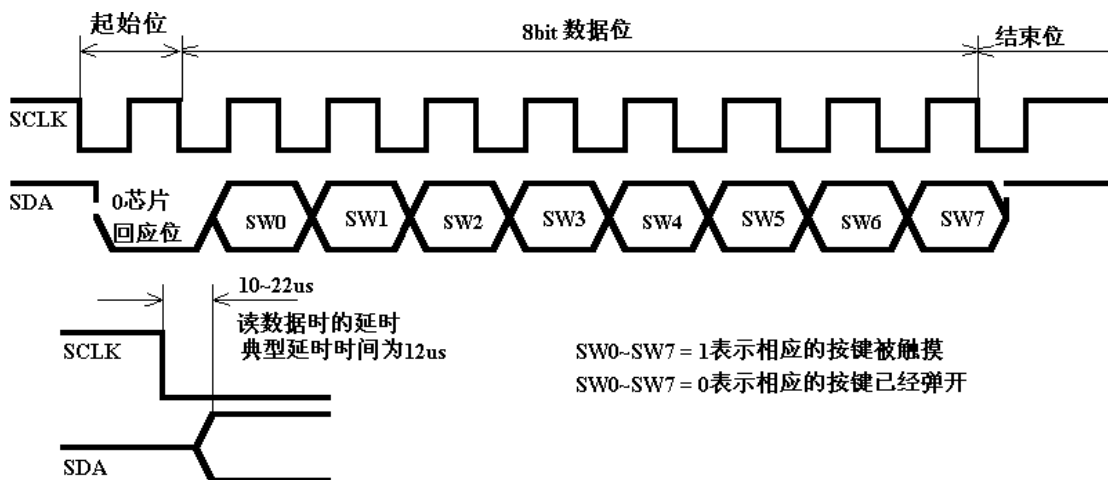 起始位
8bit 数据位
结束位
SCLK
SDA
0芯片
回应位
SW0
SW1
SW2
SW3
SW4
SW5
SW6
SW7
10~22us
读数据时的延时
典型延时时间为12us
SCLK
SDA
SW0~SW7 = 1表示相应的按键被触摸
SW0~SW7 = 0表示相应的按键已经弹开